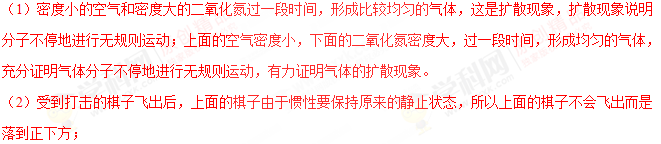 （1）密度小的空气和密度大的二氧化氮过一段时间，形成比较均匀的气体，这是扩散现象，扩散现象说明
分子不停地进行无规则运动；上面的空气密度小，下面的二氧化氮密度大，过一段时间，形成均匀的气体，
充分证明气体分子不停地进行无规则运动，有力证明气体的扩散现象。
（2）受到打击的棋子飞出后，上面的棋子由于惯性要保持原来的静止状态，所以上面的棋子不会飞出而是
落到正下方；